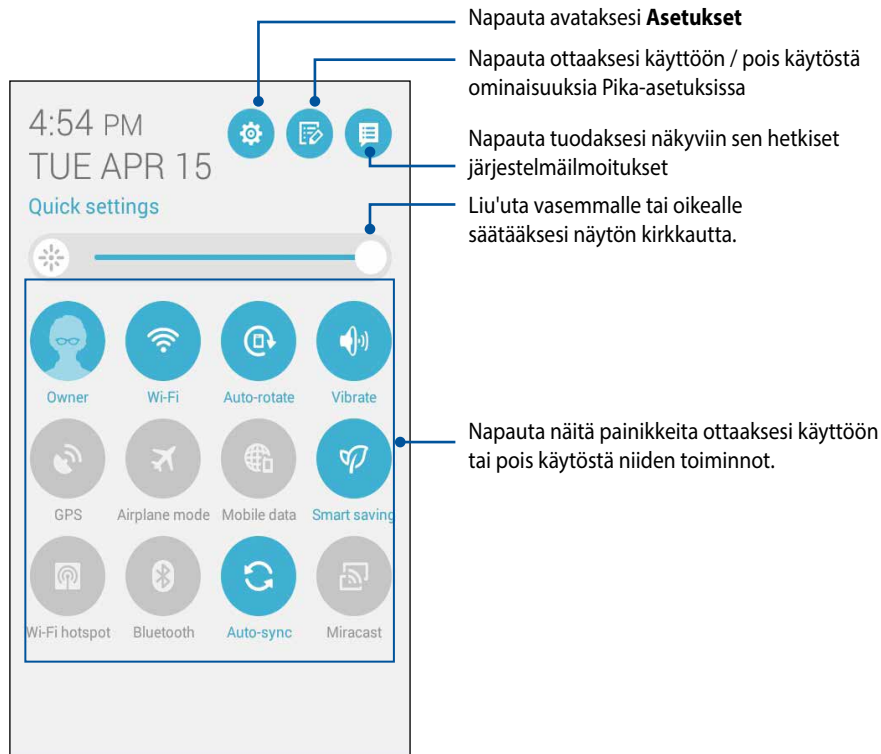 Napauta avataksesi Asetukset
Napauta ottaaksesi käyttöön / pois käytöstä
ominaisuuksia Pika-asetuksissa
Napauta tuodaksesi näkyviin sen hetkiset
järjestelmäilmoitukset
Liu'uta vasemmalle tai oikealle
säätääksesi näytön kirkkautta.
4:54 PM
TUE APR 15
Quick settings
Owner Wi-Fi Auto-rotate Vibrate
Napauta näitä painikkeita ottaaksesi käyttöön
tai pois käytöstä niiden toiminnot.
GPS Airplane mode Mobile data Smart saving
Wi-Fi hotspot Bluetooth Auto-sync Miracast